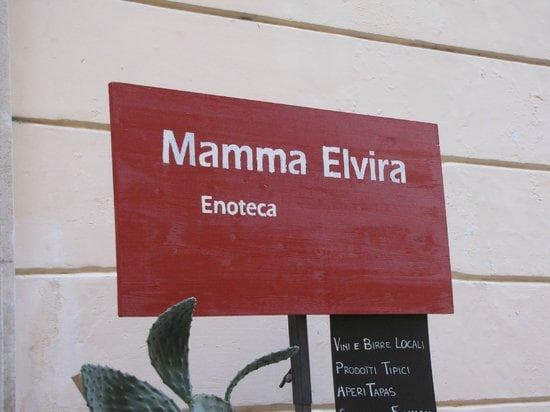 Mamma Elvira
Enoteca
VINI E BIRRE LOCALI
PRODOTTI TIPICI
APERITAPAS